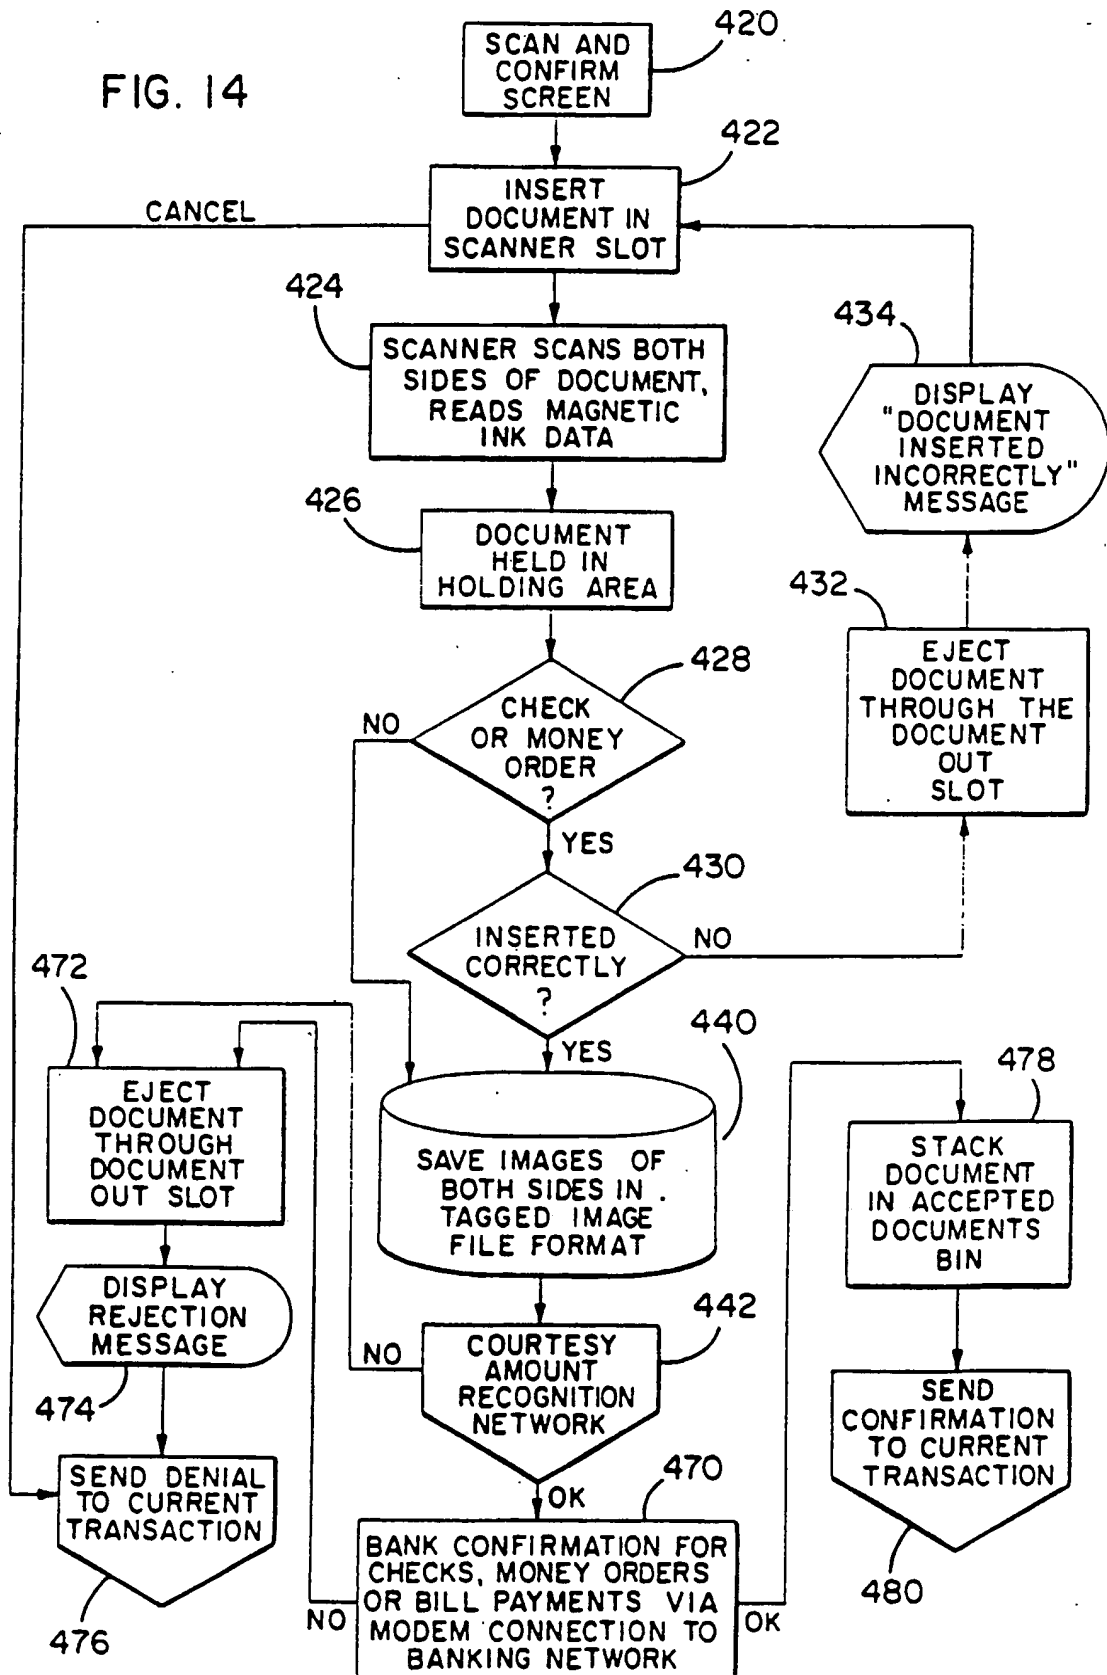 FIG. 14
420
SCAN AND
CONFIRM
SCREEN
422
INSERT
DOCUMENT IN
SCANNER SLOT
CANCEL
424
SCANNER SCANS BOTH
SIDES OF DOCUMENT,
READS MAGNETIC
INK DATA
434
DISPLAY
"DOCUMENT
INSERTED
INCORRECTLY"
MESSAGE
426
DOCUMENT
HELD IN
HOLDING AREA
432
EJECT
DOCUMENT
THROUGH THE
DOCUMENT
OUT
SLOT
428
CHECK
OR MONEY
ORDER
?
NO
YES
430
INSERTED
CORRECTLY
?
NO
YES
472
EJECT
DOCUMENT
THROUGH
DOCUMENT
OUT SLOT
440
SAVE IMAGES OF
BOTH SIDES IN
TAGGED IMAGE
FILE FORMAT
478
STACK
DOCUMENT
IN ACCEPTED
DOCUMENTS
BIN
DISPLAY
REJECTION
MESSAGE
474
442
COURTESY
AMOUNT
RECOGNITION
NETWORK
NO
OK
SEND
CONFIRMATION
TO CURRENT
TRANSACTION
480
SEND DENIAL
TO CURRENT
TRANSACTION
476
470
BANK CONFIRMATION FOR
CHECKS, MONEY ORDERS
OR BILL PAYMENTS VIA
MODEM CONNECTION TO
BANKING NETWORK
NO
OK